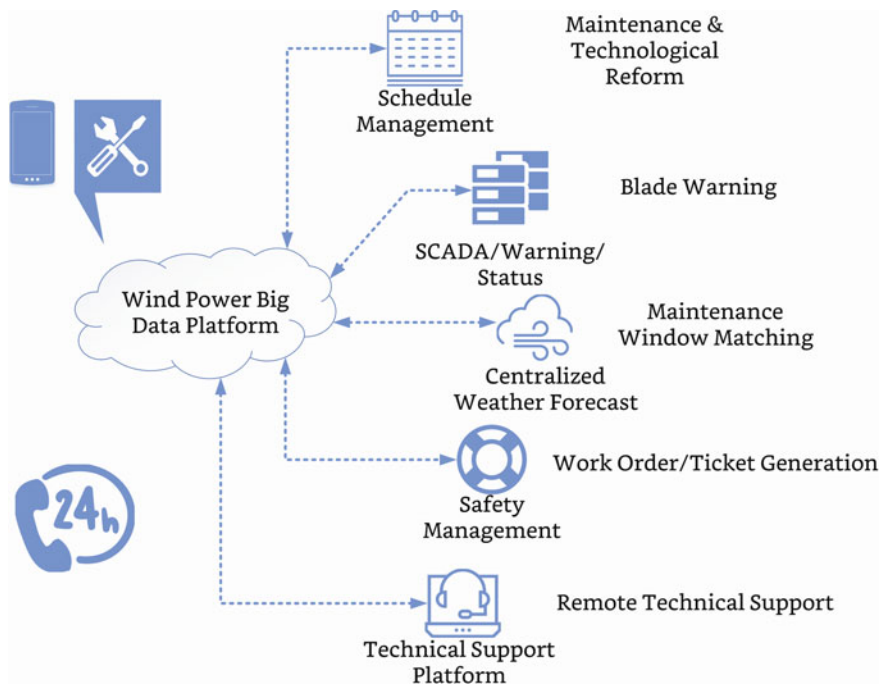 Maintenance &
Technological
Reform
Schedule
Management
Blade Warning
SCADA/Warning/
Status
Wind Power Big
Data Platform
Maintenance
Window Matching
Centralized
Weather Forecast
Work Order/Ticket Generation
Safety
Management
24h
Remote Technical Support
Technical Support
Platform